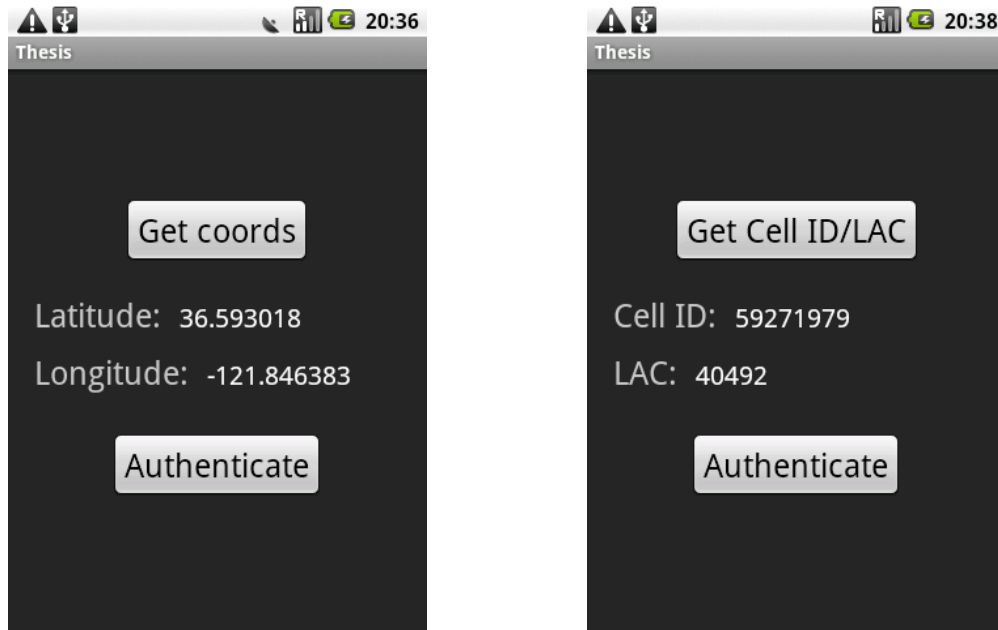 20:36
Thesis
Get coords
Latitude: 36.593018
Longitude: -121.846383
Authenticate
R
20:38
Thesis
Get Cell ID/LAC
Cell ID: 59271979
LAC: 40492
Authenticate